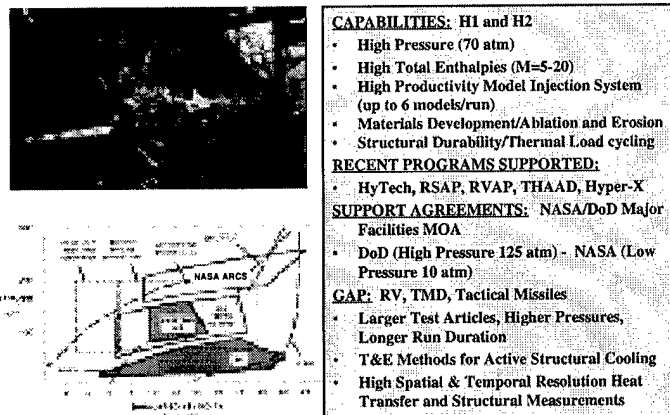 NASA ARCS
CAPABILITIES: H1 and H2
• High Pressure (70 atm)
• High Total Enthalpies (M=5-20)
• High Productivity Model Injection System
(up to 6 models/run)
• Materials Development/Ablation and Erosion
• Structural Durability/Thermal Load cycling
RECENT PROGRAMS SUPPORTED:
• HyTech, RSAP, RVAP, THAAD, Hyper-X
SUPPORT AGREEMENTS: NASA/DoD Major
Facilities MOA
• DoD (High Pressure 125 atm) - NASA (Low
Pressure 10 atm)
GAP: RV, TMD, Tactical Missiles
• Larger Test Articles, Higher Pressures,
Longer Run Duration
• T&E Methods for Active Structural Cooling
• High Spatial & Temporal Resolution Heat
Transfer and Structural Measurements